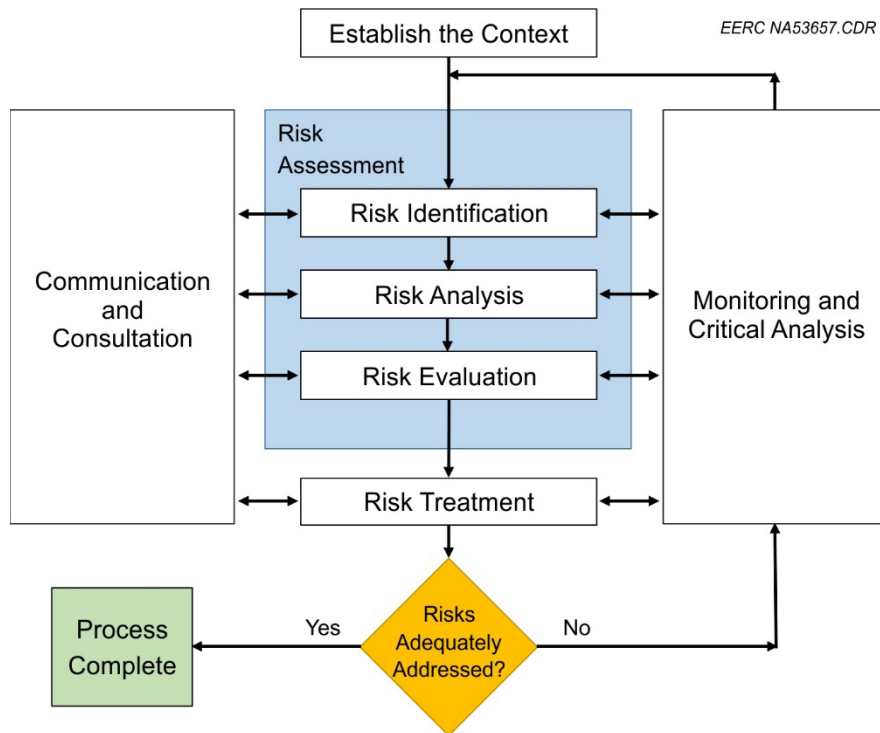 Establish the Context
EERC NA53657.CDR
Risk
Assessment
Risk Identification
Communication
and
Consultation
Risk Analysis
Monitoring and
Critical Analysis
Risk Evaluation
Risk Treatment
Risks
Adequately
Addressed?
Yes
No
Process
Complete